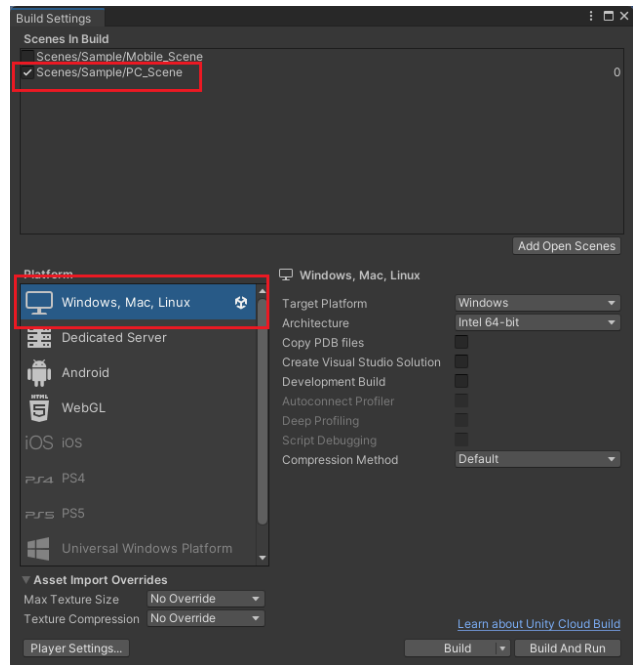 Build Settings
Scenes In Build
Scenes/Sample/Mobile_Scene
Scenes/Sample/PC_Scene 0
Add Open Scenes
Platform
Windows, Mac, Linux
Dedicated Server
Android
HTML 5 WebGL
iOS iOS
PS4 PS4
PS5 PS5
Universal Windows Platform
Windows, Mac, Linux
Target Platform Windows
Architecture Intel 64-bit
Copy PDB files
Create Visual Studio Solution
Development Build
Autoconnect Profiler
Deep Profiling
Script Debugging
Compression Method Default
Asset Import Overrides
Max Texture Size No Override
Texture Compression No Override
Learn about Unity Cloud Build
Player Settings...
Build
Build And Run